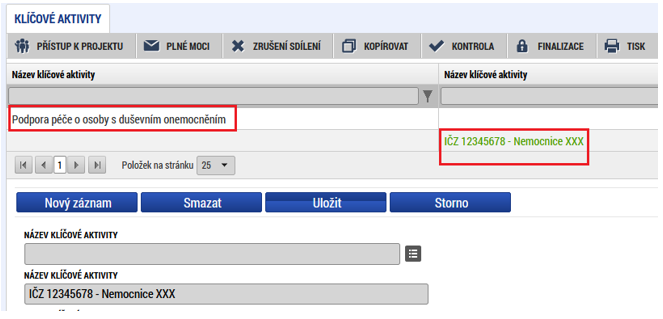 KLÍČOVÉ AKTIVITY
PŘÍSTUP K PROJEKTU PLNÉ MOCI ZRUŠENÍ SDÍLENÍ KOPÍROVAT KONTROLA FINALIZACE TISK
Název klíčové aktivity Název klíčové aktivity
Podpora péče o osoby s duševním onemocněním
IČZ 12345678 - Nemocnice XXX
1 Položek na stránku 25
Nový záznam Smazat Uložit Storno
NÁZEV KLÍČOVÉ AKTIVITY
NÁZEV KLÍČOVÉ AKTIVITY
IČZ 12345678 - Nemocnice XXX